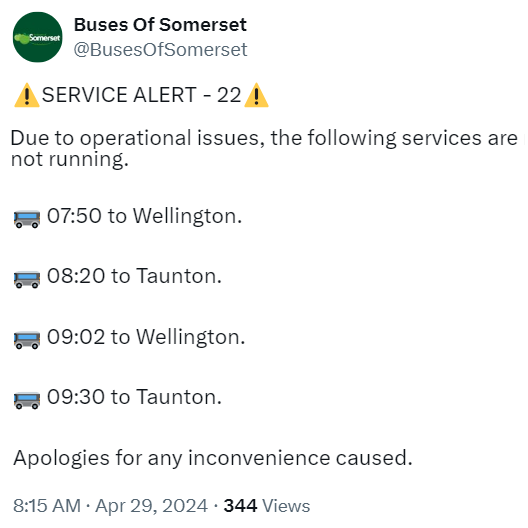 Somerset
Buses Of Somerset
@BusesOfSomerset
⚠️SERVICE ALERT - 22⚠️
Due to operational issues, the following services are
not running.
🚌 07:50 to Wellington.
🚌 08:20 to Taunton.
🚌 09:02 to Wellington.
🚌 09:30 to Taunton.
Apologies for any inconvenience caused.
8:15 AM · Apr 29, 2024 · 344 Views